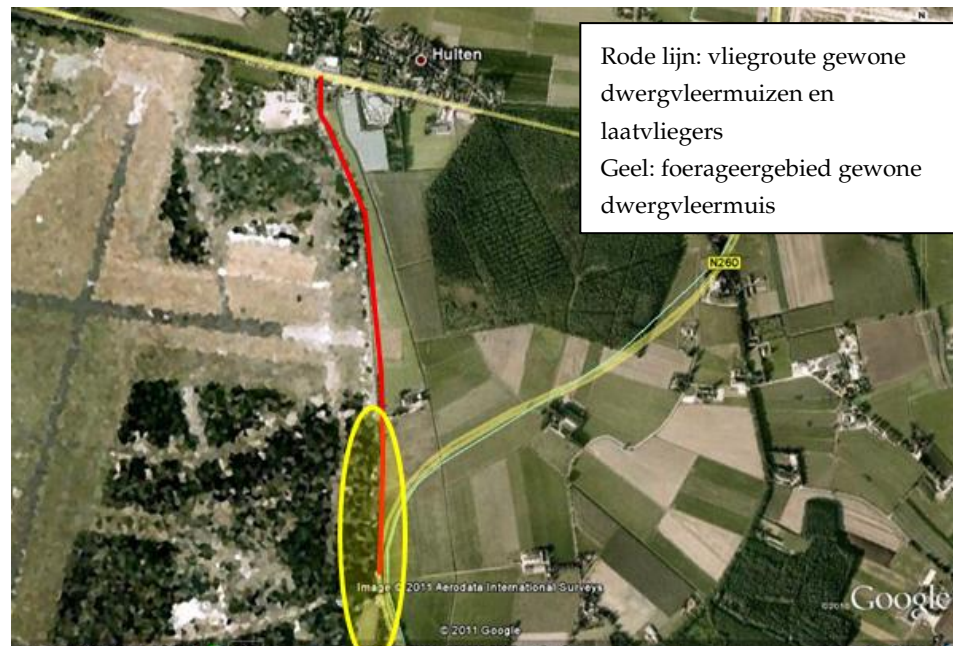 Hulten
Rode lijn: vliegroute gewone
dwergvleermuizen en
laatvliegers
Geel: foerageergebied gewone
dwergvleermuis
N260
Image © 2011 Aerodata International Surveys
© 2011 Google
©2010 Google